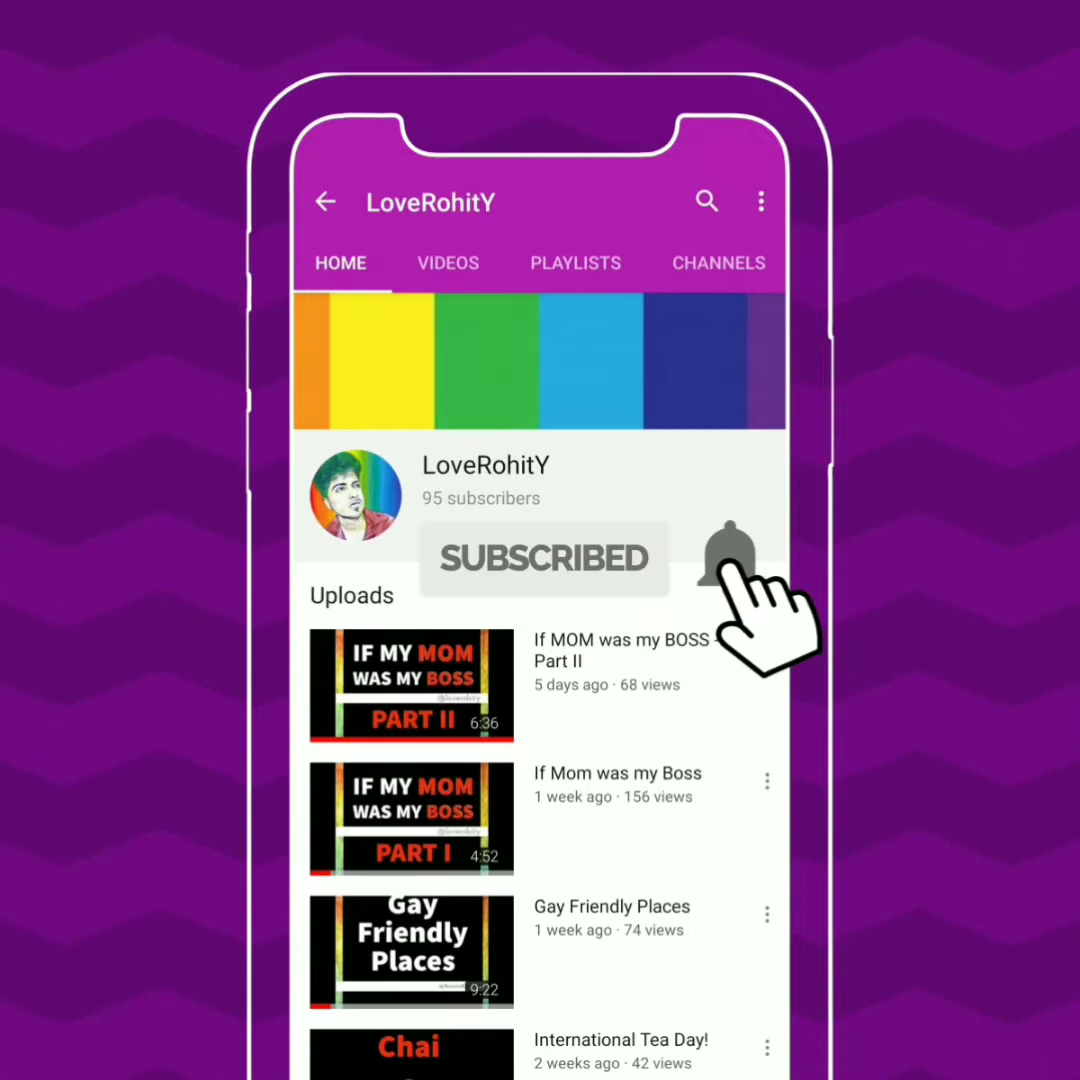 LoveRohitY
HOME VIDEOS PLAYLISTS CHANNELS
LoveRohitY
95 subscribers
SUBSCRIBED
Uploads
IF MY MOM
WAS MY BOSS
PART II
6:36
If MOM was my BOSS -
Part II
5 days ago · 68 views
IF MY MOM
WAS MY BOSS
PART I
4:52
If Mom was my Boss
1 week ago · 156 views
Gay
Friendly
Places
9:22
Gay Friendly Places
1 week ago · 74 views
Chai
International Tea Day!
2 weeks ago · 42 views